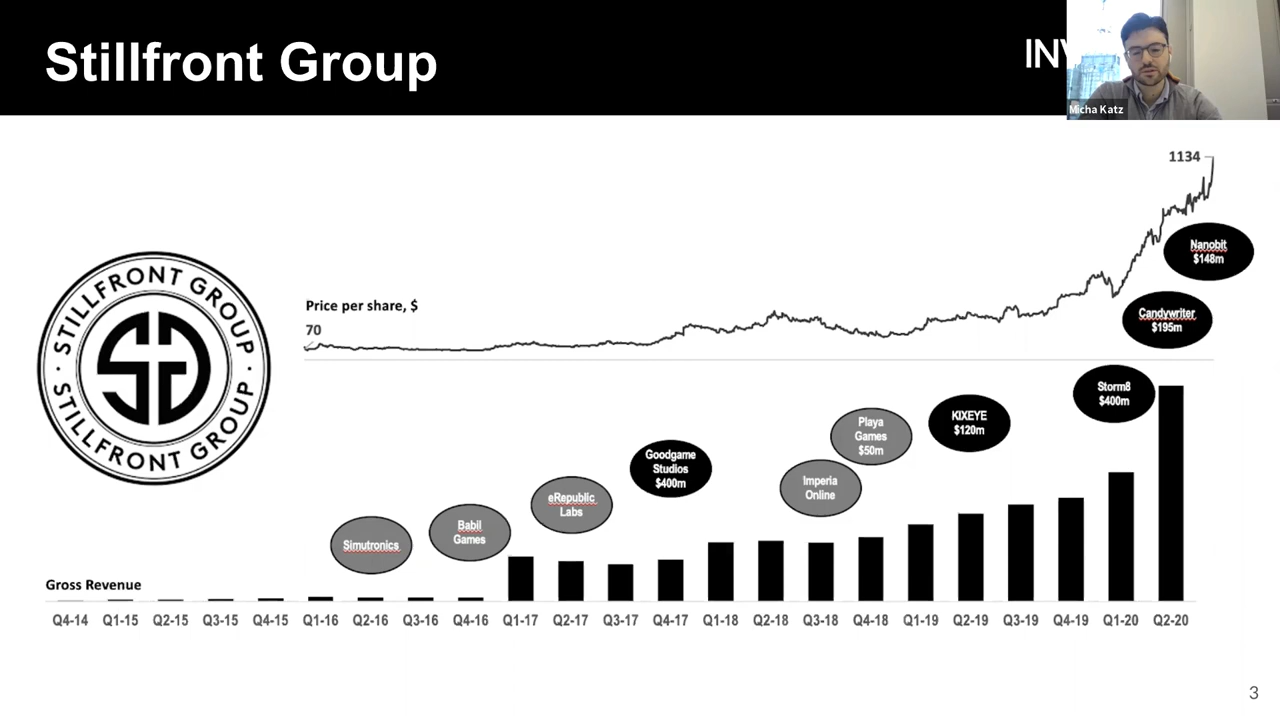 Stillfront Group
INV
Micha Katz
1134
Nanobit
$148m
Price per share, $
70
Candywriter
$195m
STILLFRONT GROUP · STILLFRONT GROUP ·
SG
Storm8
$400m
KIXEYE
$120m
Playa
Games
$50m
Goodgame
Studios
$400m
Imperia
Online
eRepublic
Labs
Babil
Games
Simutronics
Gross Revenue
Q4-14 Q1-15 Q2-15 Q3-15 Q4-15 Q1-16 Q2-16 Q3-16 Q4-16 Q1-17 Q2-17 Q3-17 Q4-17 Q1-18 Q2-18 Q3-18 Q4-18 Q1-19 Q2-19 Q3-19 Q4-19 Q1-20 Q2-20
3